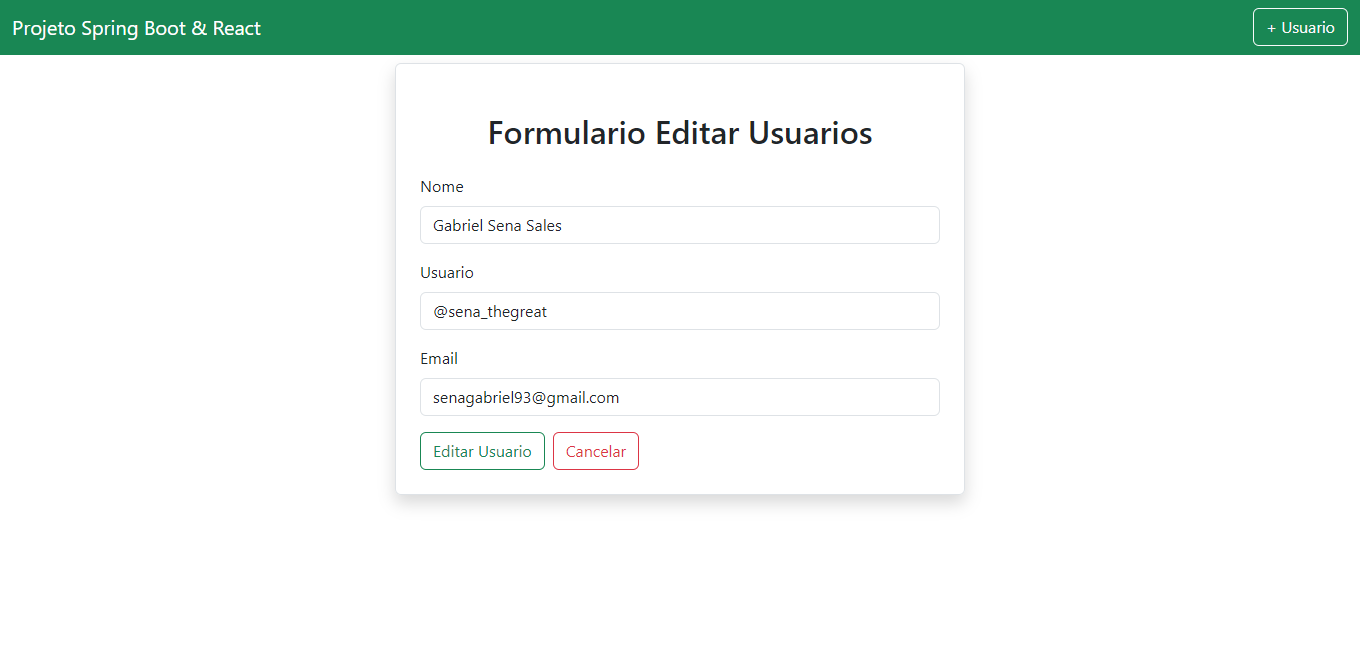 Projeto Spring Boot & React
+ Usuario
Formulario Editar Usuarios
Nome
Gabriel Sena Sales
Usuario
@sena_thegreat
Email
senagabriel93@gmail.com
Editar Usuario Cancelar